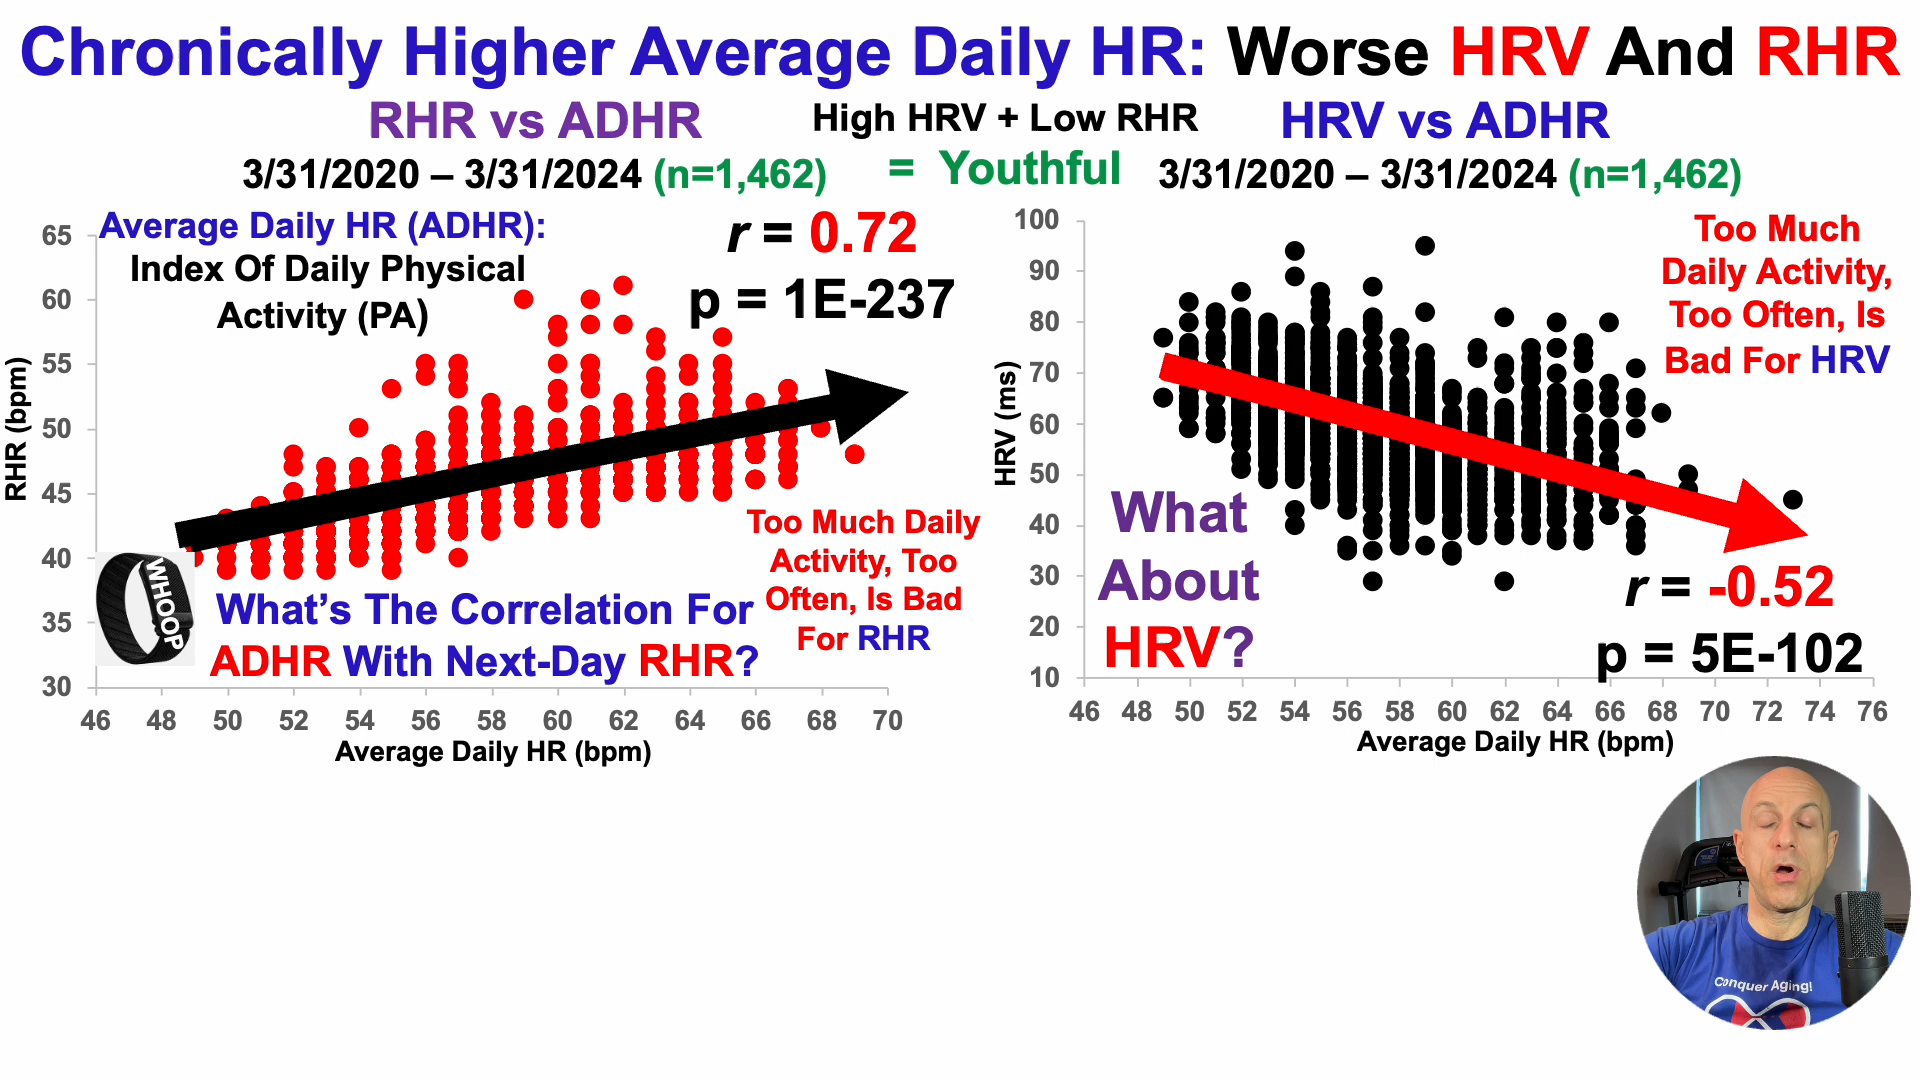 Chronically Higher Average Daily HR: Worse HRV And RHR
RHR vs ADHR
3/31/2020 – 3/31/2024 (n=1,462)
High HRV + Low RHR
= Youthful
HRV vs ADHR
3/31/2020 – 3/31/2024 (n=1,462)
Average Daily HR (ADHR):
Index Of Daily Physical
Activity (PA)
r = 0.72
p = 1E-237
RHR (bpm)
65
60
55
50
45
40
35
30
WHOOP
What's The Correlation For
ADHR With Next-Day RHR?
Too Much Daily
Activity, Too
Often, Is Bad
For RHR
46 48 50 52 54 56 58 60 62 64 66 68 70
Average Daily HR (bpm)
HRV (ms)
100
90
80
70
60
50
40
30
20
10
Too Much
Daily Activity,
Too Often, Is
Bad For HRV
What
About
HRV?
r = -0.52
p = 5E-102
46 48 50 52 54 56 58 60 62 64 66 68 70 72 74 76
Average Daily HR (bpm)
Conquer Aging!